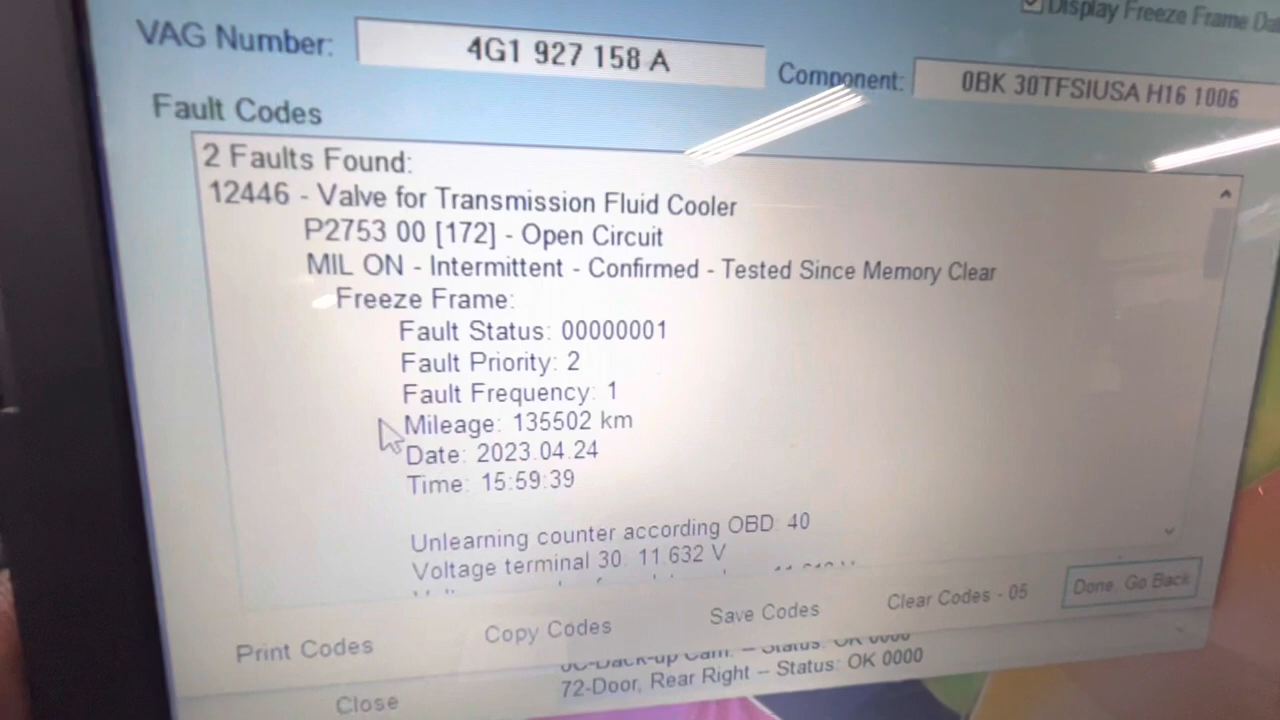 Display Freeze Frame
VAG Number: 4G1 927 158 A
Component: 0BK 30TFSIUSA H16 1006
Fault Codes
2 Faults Found:
12446 - Valve for Transmission Fluid Cooler
P2753 00 [172] - Open Circuit
MIL ON - Intermittent - Confirmed - Tested Since Memory Clear
Freeze Frame:
Fault Status: 00000001
Fault Priority: 2
Fault Frequency: 1
Mileage: 135502 km
Date: 2023.04.24
Time: 15:59:39
Unlearning counter according OBD: 40
Voltage terminal 30: 11.632 V
Print Codes
Copy Codes
Save Codes
Clear Codes - 05
Done, Go Back
Status: OK 0000
72-Door, Rear Right -- Status: OK 0000
Close